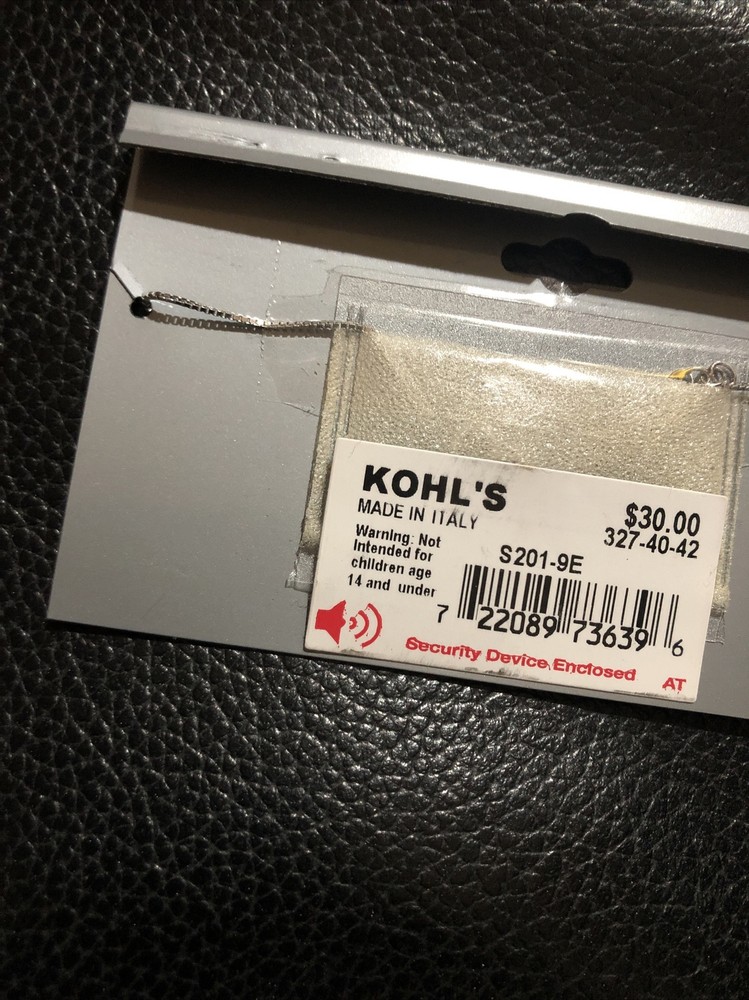 KOHL'S
MADE IN ITALY
$30.00
327-40-42
Warning: Not
Intended for
children age
14 and under
S201-9E
7 22089 73639 6
Security Device Enclosed
AT